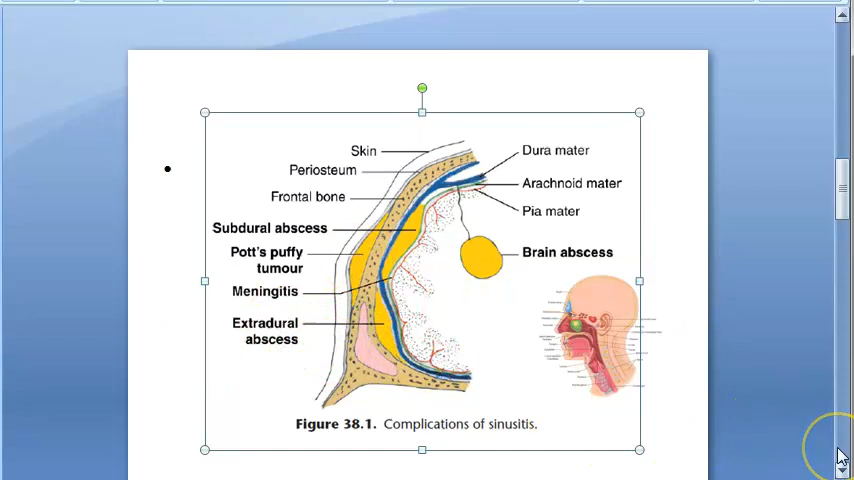 Skin
Periosteum
Frontal bone
Subdural abscess
Pott's puffy
tumour
Meningitis
Extradural
abscess
Dura mater
Arachnoid mater
Pia mater
Brain abscess
Figure 38.1. Complications of sinusitis.